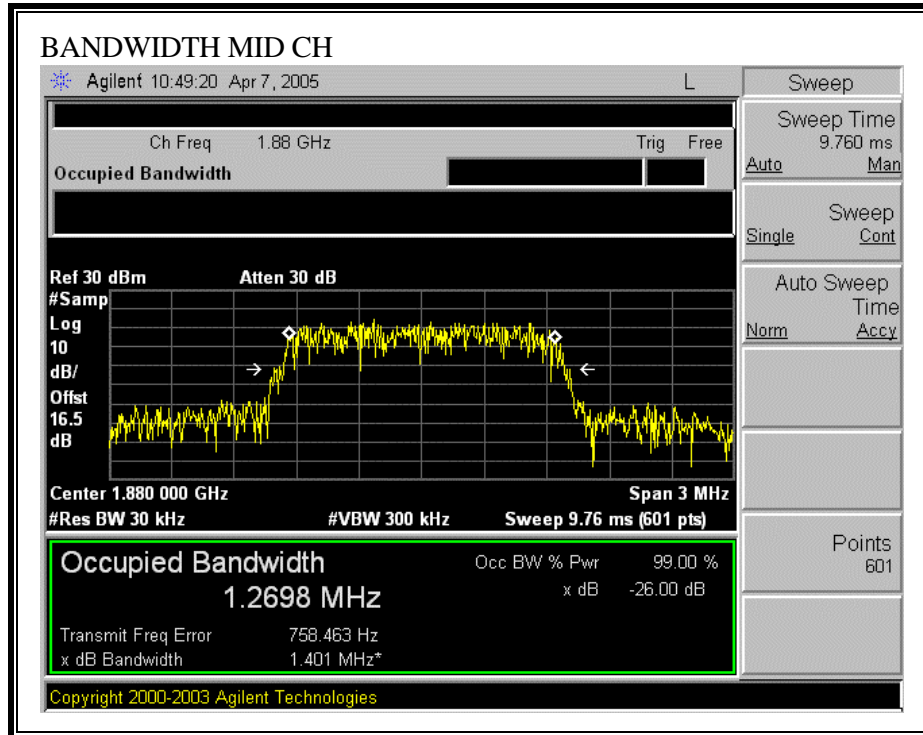 BANDWIDTH MID CH
Agilent 10:49:20 Apr 7, 2005 L
Sweep
Ch Freq 1.88 GHz Trig Free
Occupied Bandwidth
Sweep Time
9.760 ms
Auto Man
Sweep
Single Cont
Auto Sweep
Time
Norm Accy
Points
601
Ref 30 dBm Atten 30 dB
#Samp
Log
10
dB/
Offst
16.5
dB
Center 1.880 000 GHz Span 3 MHz
#Res BW 30 kHz #VBW 300 kHz Sweep 9.76 ms (601 pts)
Occupied Bandwidth Occ BW % Pwr 99.00 %
1.2698 MHz x dB -26.00 dB
Transmit Freq Error 758.463 Hz
x dB Bandwidth 1.401 MHz*
Copyright 2000-2003 Agilent Technologies